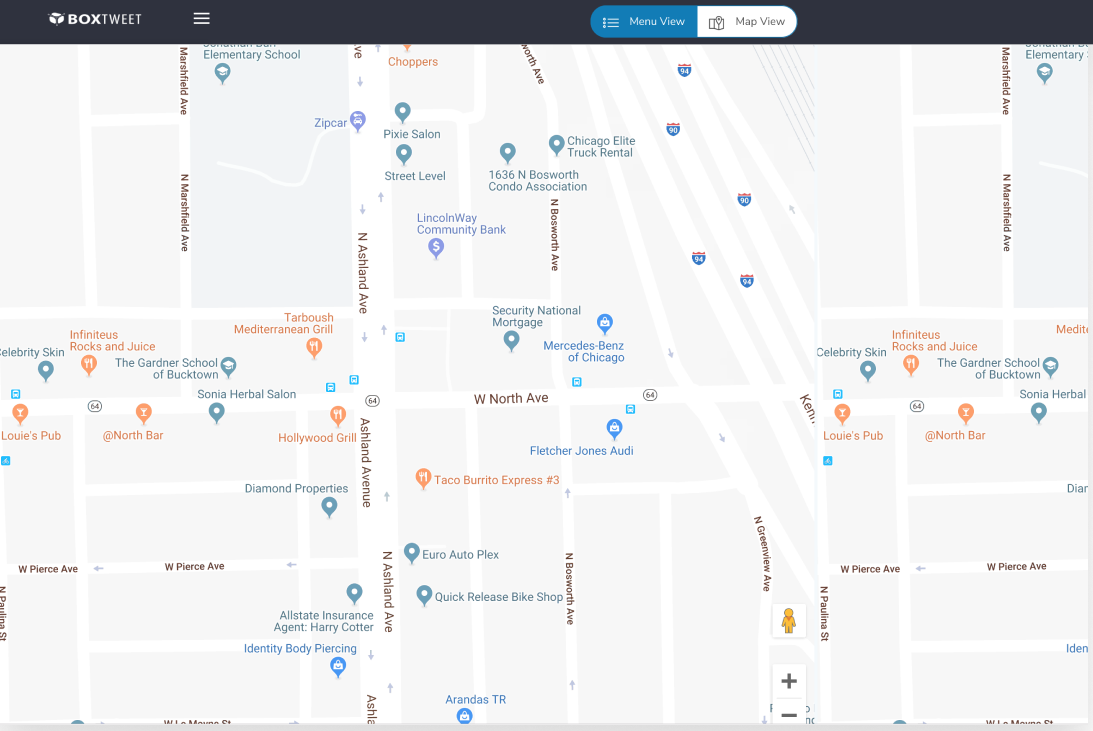 BOXTWEET
Menu View
Map View
Elementary School
Marshfield Ave
Ave
Choppers
94
Elementary
Marshfield Ave
Zipcar
Pixie Salon
90
Chicago Elite
Truck Rental
Street Level
1636 N Bosworth
Condo Association
N Marshfield Ave
90
N Marshfield Ave
LincolnWay
Community Bank
N Bosworth Ave
N Ashland Ave
94
94
Tarboush
Mediterranean Grill
Security National
Mortgage
Infiniteus
Rocks and Juice
Mercedes-Benz
of Chicago
Infiniteus
Rocks and Juice
Celebrity Skin
The Gardner School
of Bucktown
Celebrity Skin
The Gardner School
of Bucktown
Sonia Herbal Salon
64
64
W North Ave
64
64
Sonia Herbal
Louie's Pub
@North Bar
Hollywood Grill
Louie's Pub
@North Bar
Ashland Avenue
Fletcher Jones Audi
Taco Burrito Express #3
Diamond Properties
N Greenview Ave
Euro Auto Plex
W Pierce Ave
W Pierce Ave
W Pierce Ave
W Pierce Ave
N Ashland Ave
N Bosworth Ave
Quick Release Bike Shop
N Paulina St
N Paulina St
Allstate Insurance
Agent: Harry Cotter
Identity Body Piercing
Arandas TR
W Le Moyne St
W Le Moyne St